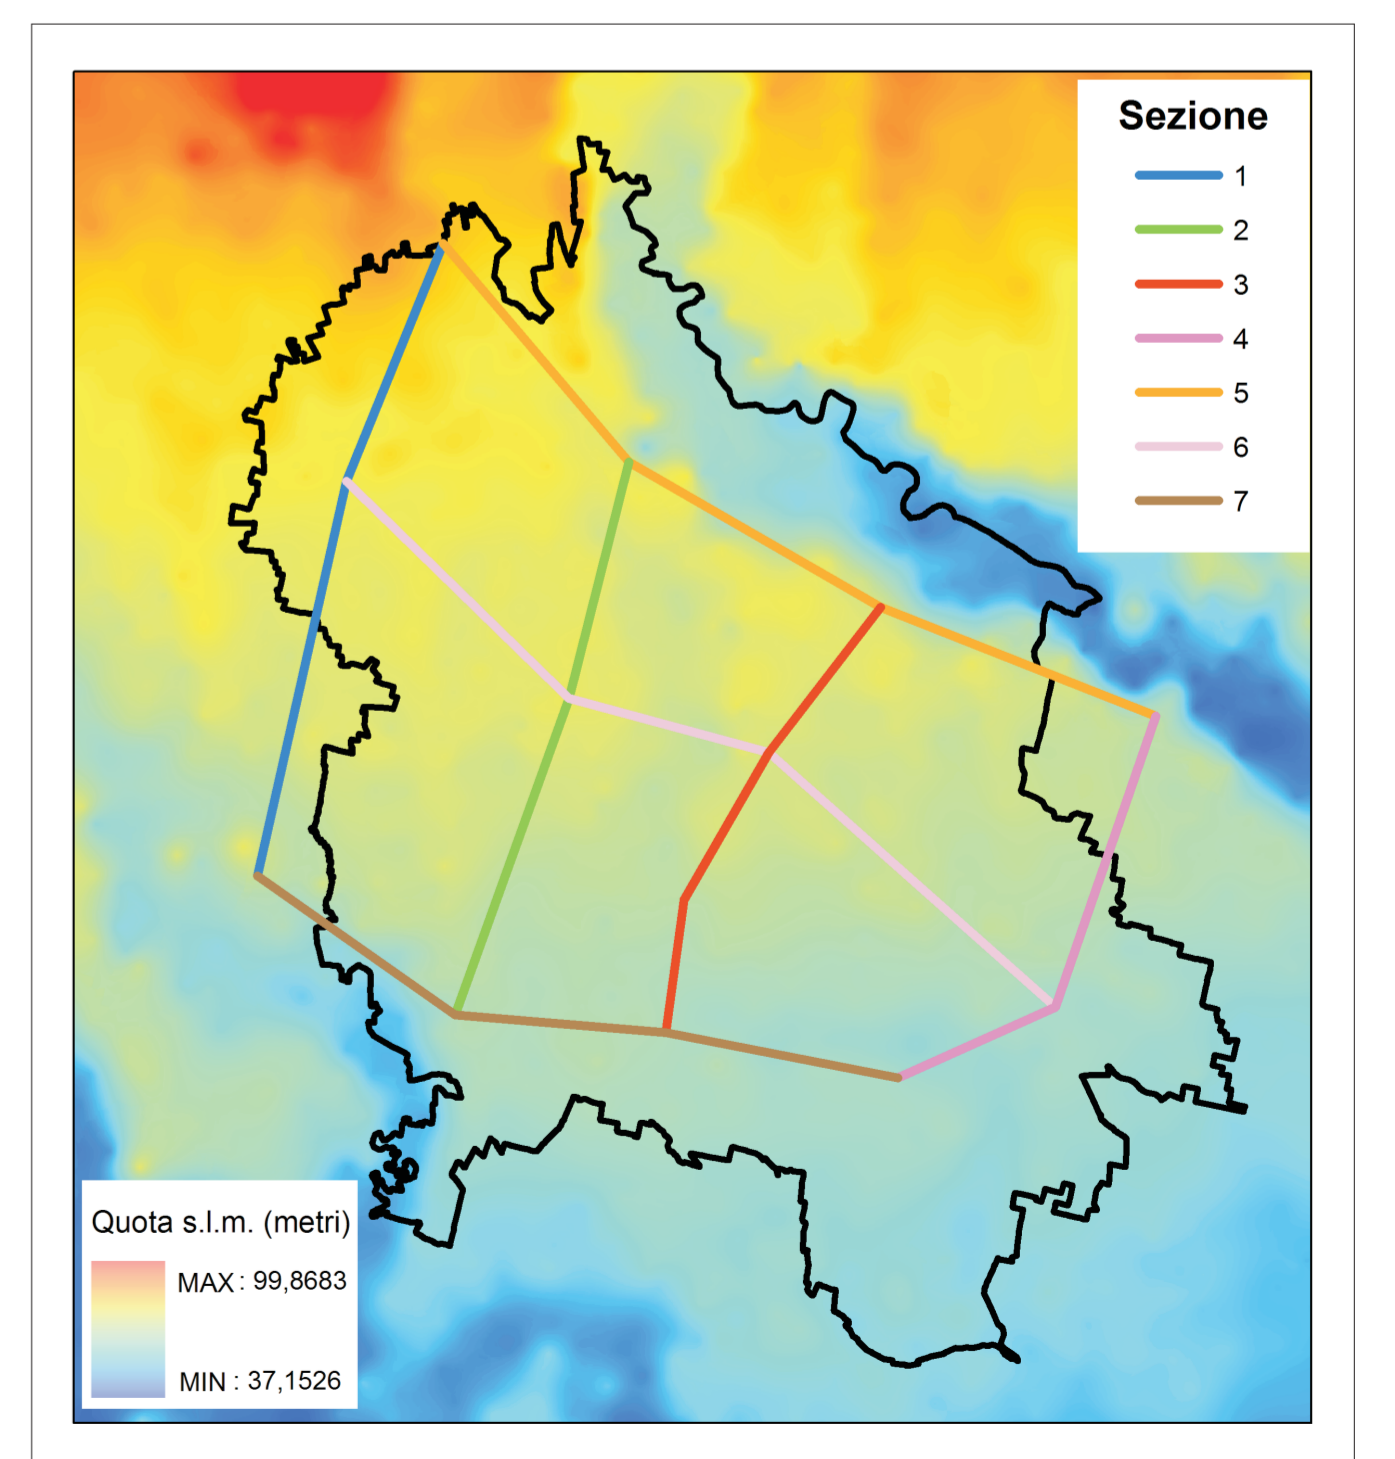 Sezione
1
2
3
4
5
6
7
Quota s.l.m. (metri)
MAX : 99,8683
MIN : 37,1526